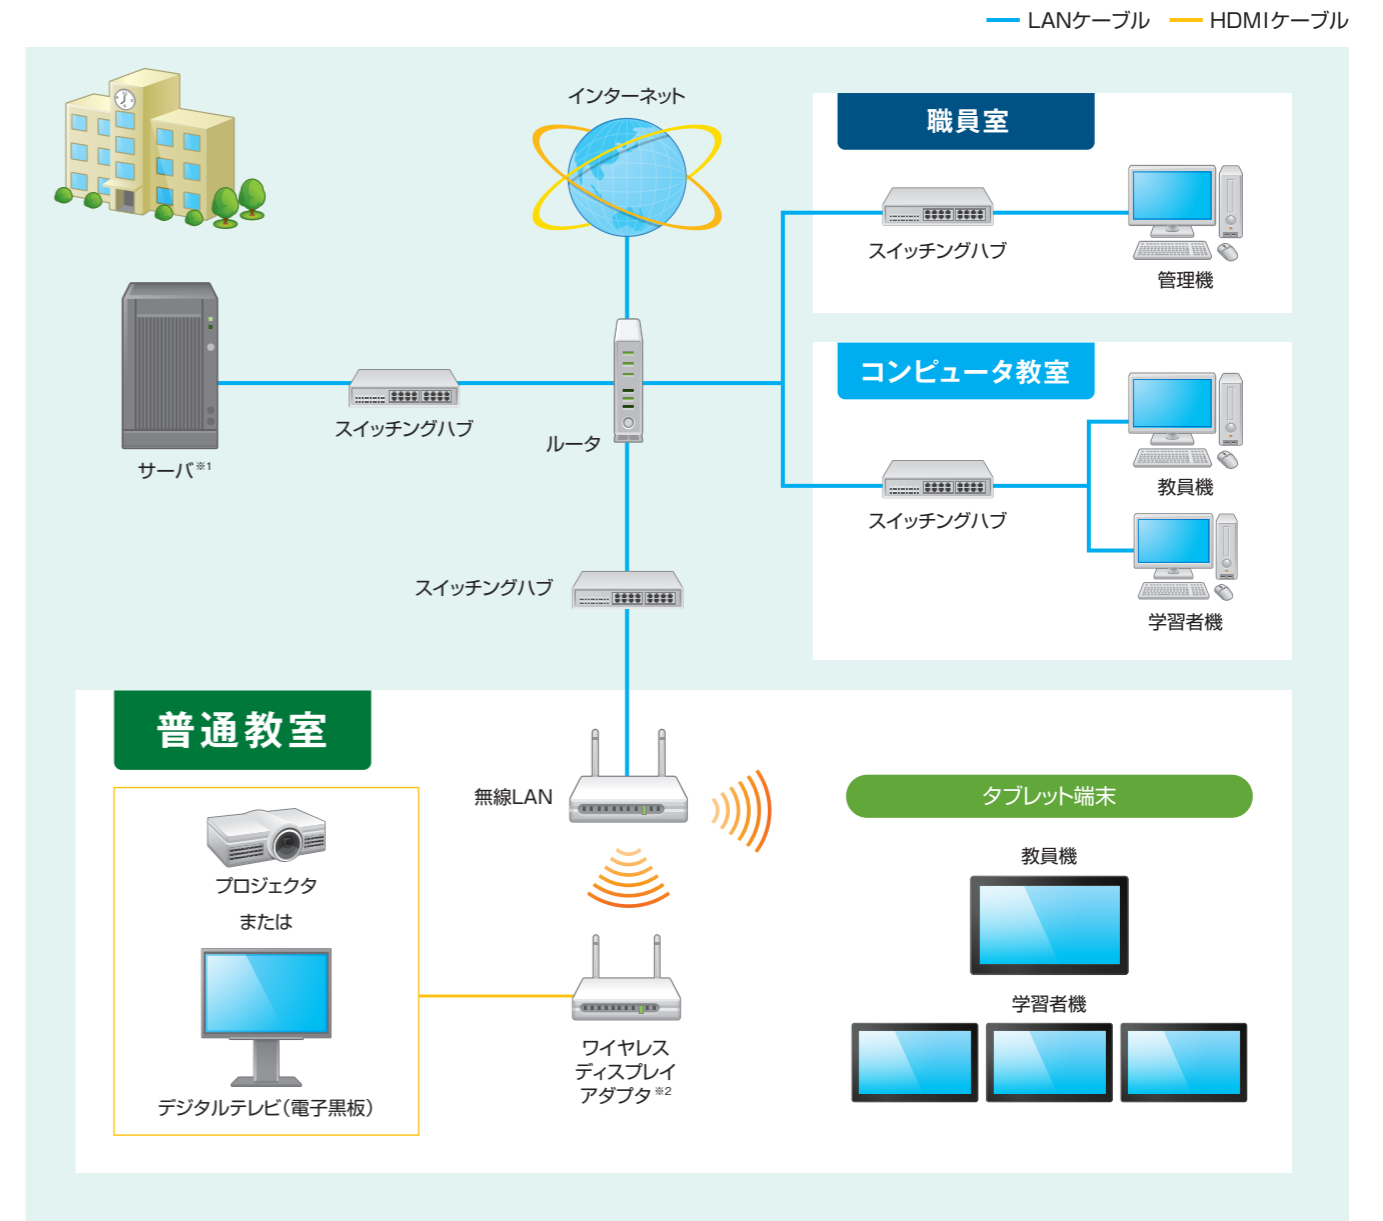 LANケーブル HDMIケーブル
インターネット
職員室
スイッチングハブ
管理機
サーバ※1
スイッチングハブ
ルータ
コンピュータ教室
スイッチングハブ
教員機
学習者機
スイッチングハブ
普通教室
無線LAN
プロジェクタ
または
デジタルテレビ(電子黒板)
ワイヤレス
ディスプレイ
アダプタ※2
タブレット端末
教員機
学習者機